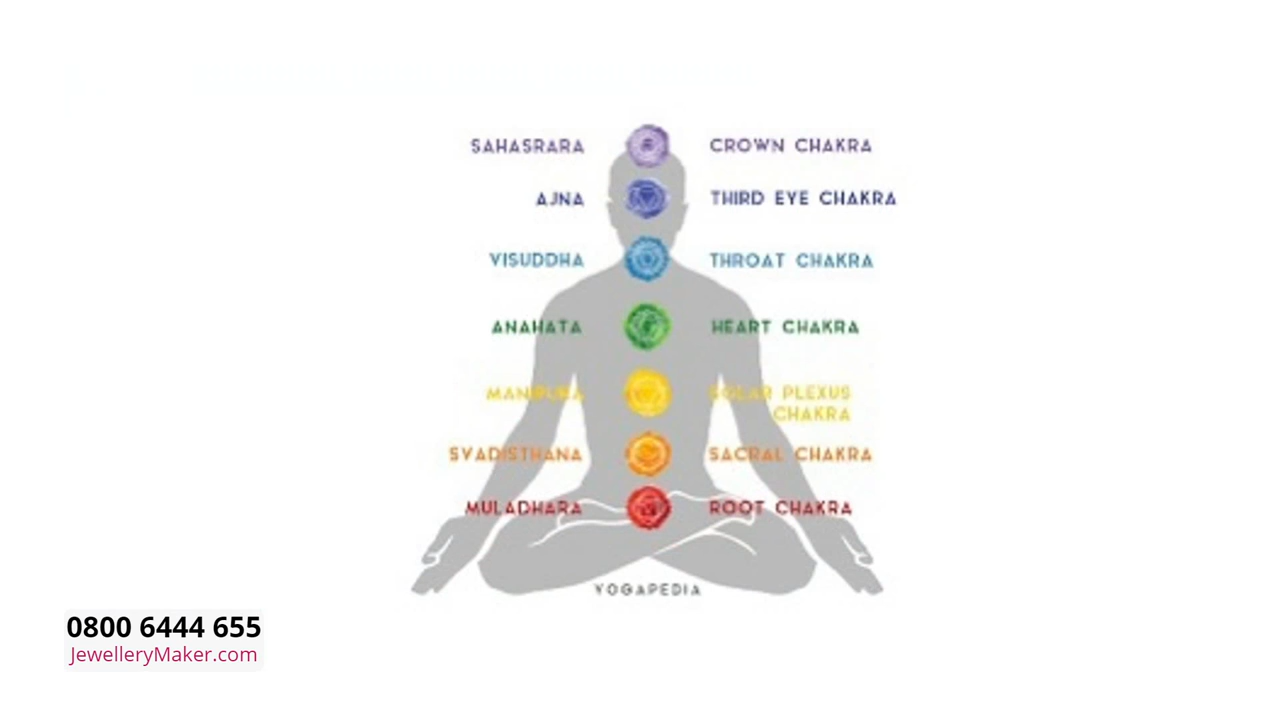 SAHASRARA CROWN CHAKRA
AJNA THIRD EYE CHAKRA
VISUDDHA THROAT CHAKRA
ANAHATA HEART CHAKRA
MANIPURA SOLAR PLEXUS
CHAKRA
SVADISTHANA SACRAL CHAKRA
MULADHARA ROOT CHAKRA
YOGAPEDIA
0800 6444 655
JewelleryMaker.com